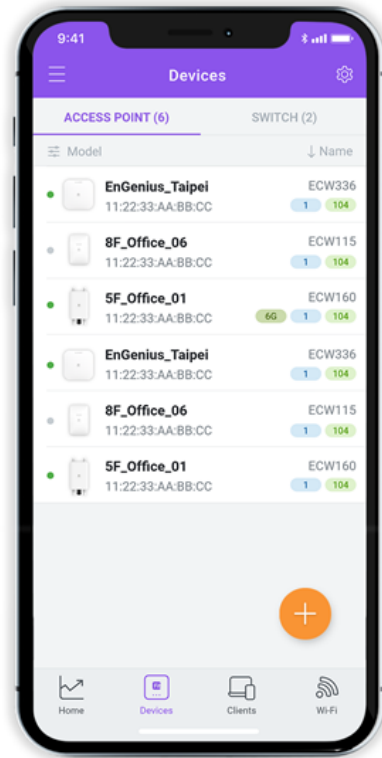 9:41
Devices
ACCESS POINT (6) SWITCH (2)
Model ↓ Name
EnGenius_Taipei ECW336
11:22:33:AA:BB:CC 1 104
8F_Office_06 ECW115
11:22:33:AA:BB:CC 1 104
5F_Office_01 ECW160
11:22:33:AA:BB:CC 6G 1 104
EnGenius_Taipei ECW336
11:22:33:AA:BB:CC 1 104
8F_Office_06 ECW115
11:22:33:AA:BB:CC 1 104
5F_Office_01 ECW160
11:22:33:AA:BB:CC 1 104
Home Devices Clients Wi-Fi